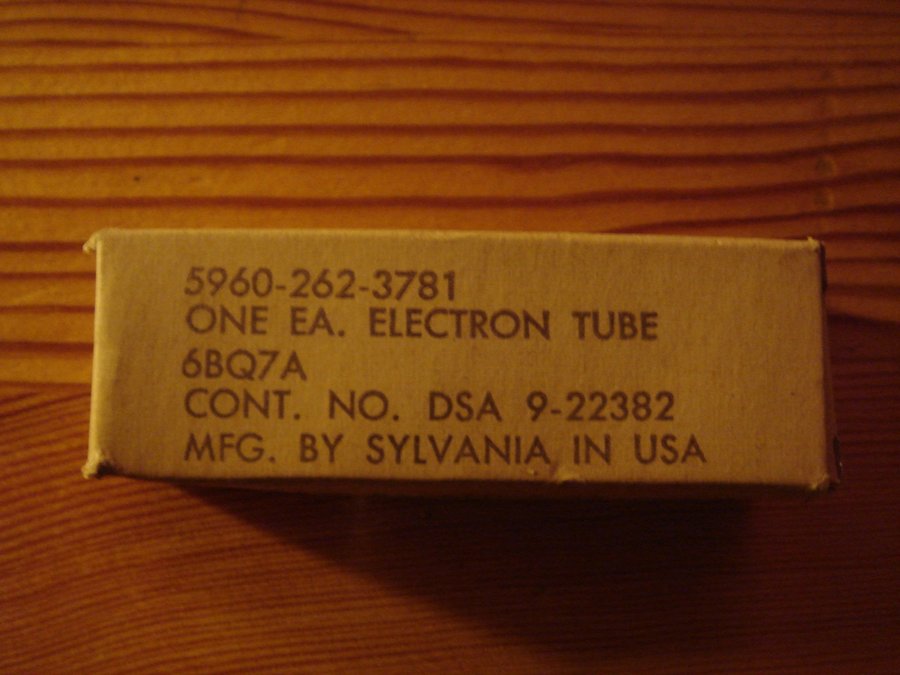 5960-262-3781
ONE EA. ELECTRON TUBE
6BQ7A
CONT. NO. DSA 9-22382
MFG. BY SYLVANIA IN USA